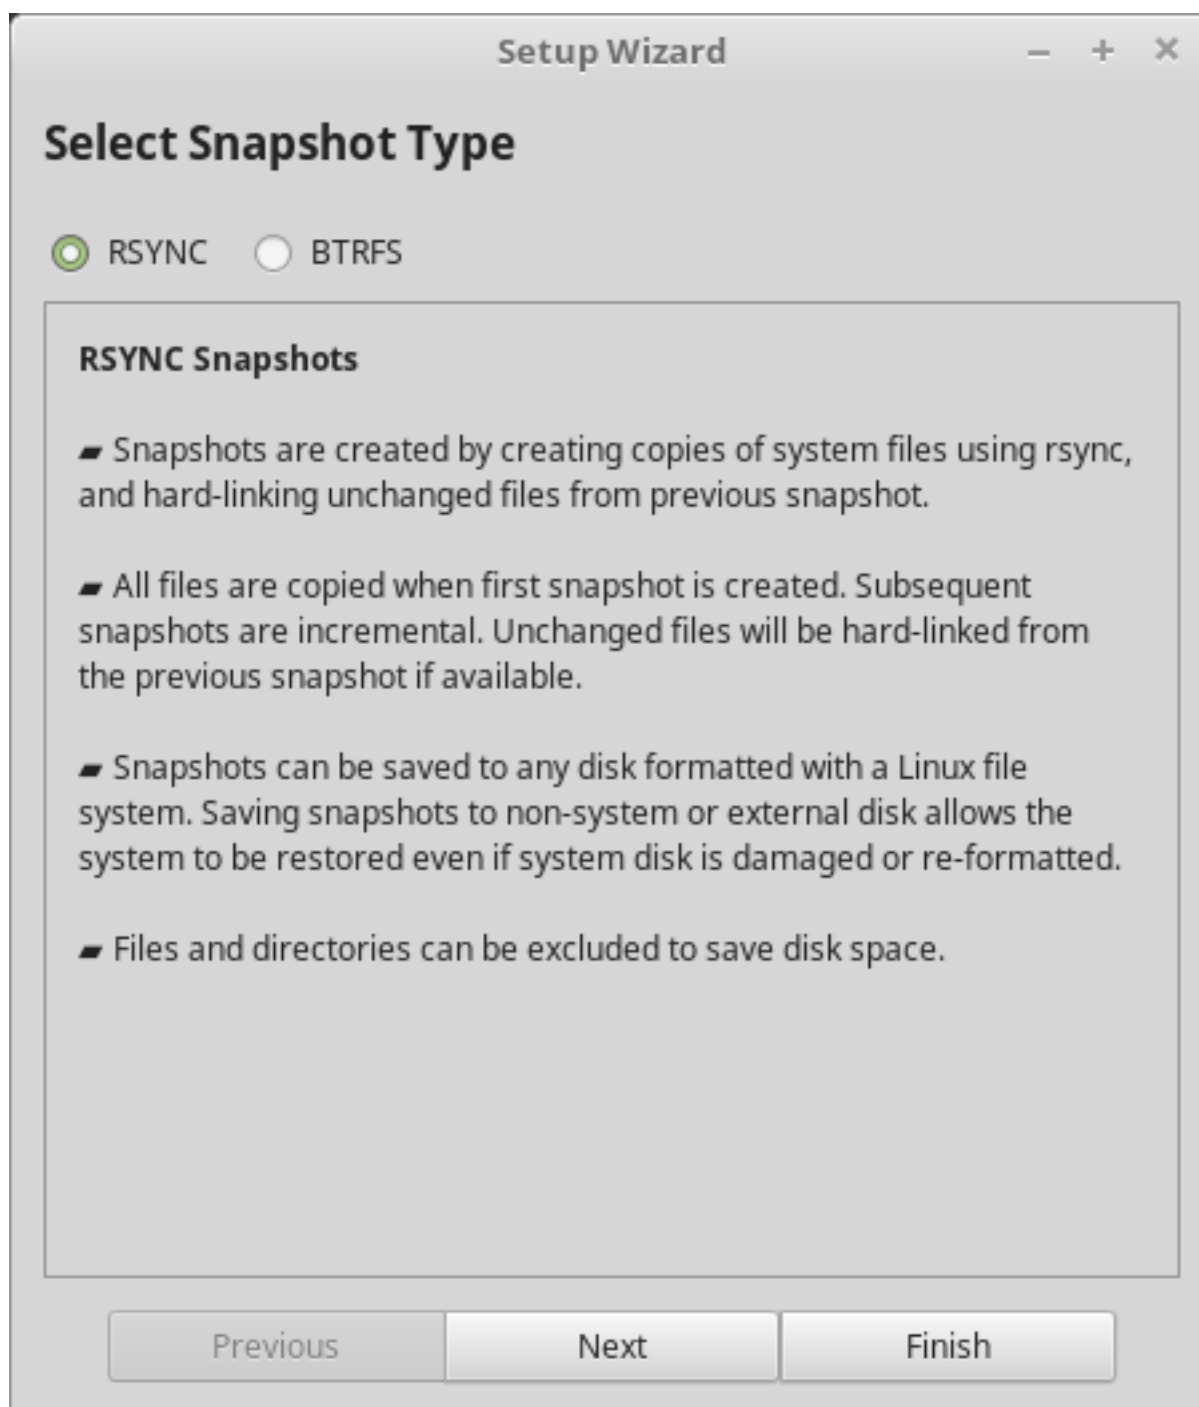 Setup Wizard
Select Snapshot Type
RSYNC BTRFS
RSYNC Snapshots
▰ Snapshots are created by creating copies of system files using rsync,
and hard-linking unchanged files from previous snapshot.
▰ All files are copied when first snapshot is created. Subsequent
snapshots are incremental. Unchanged files will be hard-linked from
the previous snapshot if available.
▰ Snapshots can be saved to any disk formatted with a Linux file
system. Saving snapshots to non-system or external disk allows the
system to be restored even if system disk is damaged or re-formatted.
▰ Files and directories can be excluded to save disk space.
Previous Next Finish